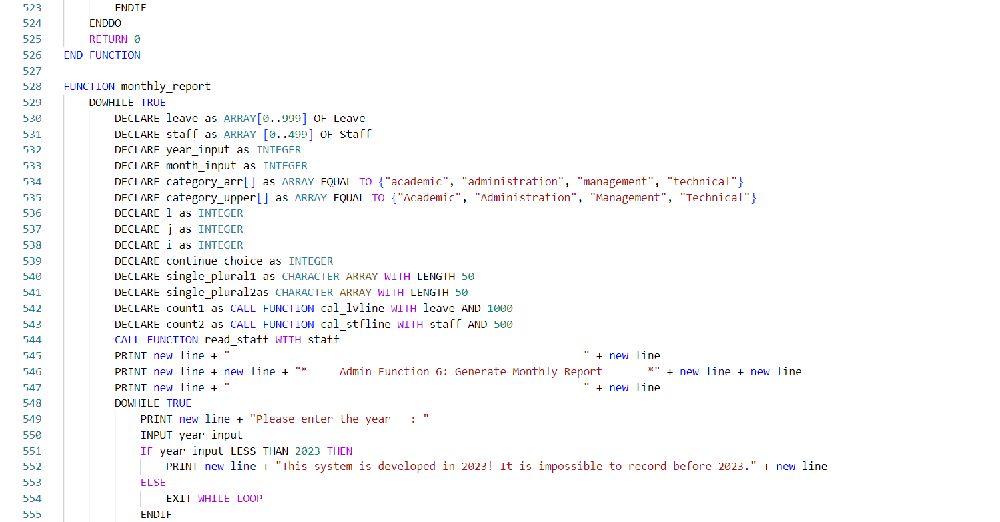 523 ENDIF
524 ENDDO
525 RETURN 0
526 END FUNCTION
527
528 FUNCTION monthly_report
529 DOWHILE TRUE
530 DECLARE leave as ARRAY[0..999] OF Leave
531 DECLARE staff as ARRAY [0..499] OF Staff
532 DECLARE year_input as INTEGER
533 DECLARE month_input as INTEGER
534 DECLARE category_arr[] as ARRAY EQUAL TO {"academic", "administration", "management", "technical"}
535 DECLARE category_upper[] as ARRAY EQUAL TO {"Academic", "Administration", "Management", "Technical"}
536 DECLARE l as INTEGER
537 DECLARE j as INTEGER
538 DECLARE i as INTEGER
539 DECLARE continue_choice as INTEGER
540 DECLARE single_plural1 as CHARACTER ARRAY WITH LENGTH 50
541 DECLARE single_plural2as CHARACTER ARRAY WITH LENGTH 50
542 DECLARE count1 as CALL FUNCTION cal_lvline WITH leave AND 1000
543 DECLARE count2 as CALL FUNCTION cal_stfline WITH staff AND 500
544 CALL FUNCTION read_staff WITH staff
545 PRINT new line + "=======================================================" + new line
546 PRINT new line + new line + "*     Admin Function 6: Generate Monthly Report       *" + new line + new line
547 PRINT new line + "=======================================================" + new line
548 DOWHILE TRUE
549 PRINT new line + "Please enter the year   : "
550 INPUT year_input
551 IF year_input LESS THAN 2023 THEN
552 PRINT new line + "This system is developed in 2023! It is impossible to record before 2023." + new line
553 ELSE
554 EXIT WHILE LOOP
555 ENDIF